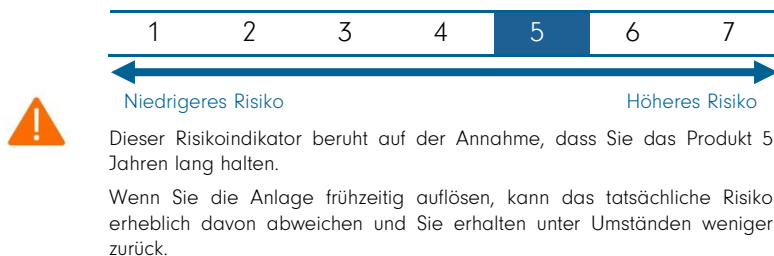 1 2 3 4 5 6 7
Niedrigeres Risiko Höheres Risiko
Dieser Risikoindikator beruht auf der Annahme, dass Sie das Produkt 5
Jahren lang halten.
Wenn Sie die Anlage frühzeitig auflösen, kann das tatsächliche Risiko
erheblich davon abweichen und Sie erhalten unter Umständen weniger
zurück.